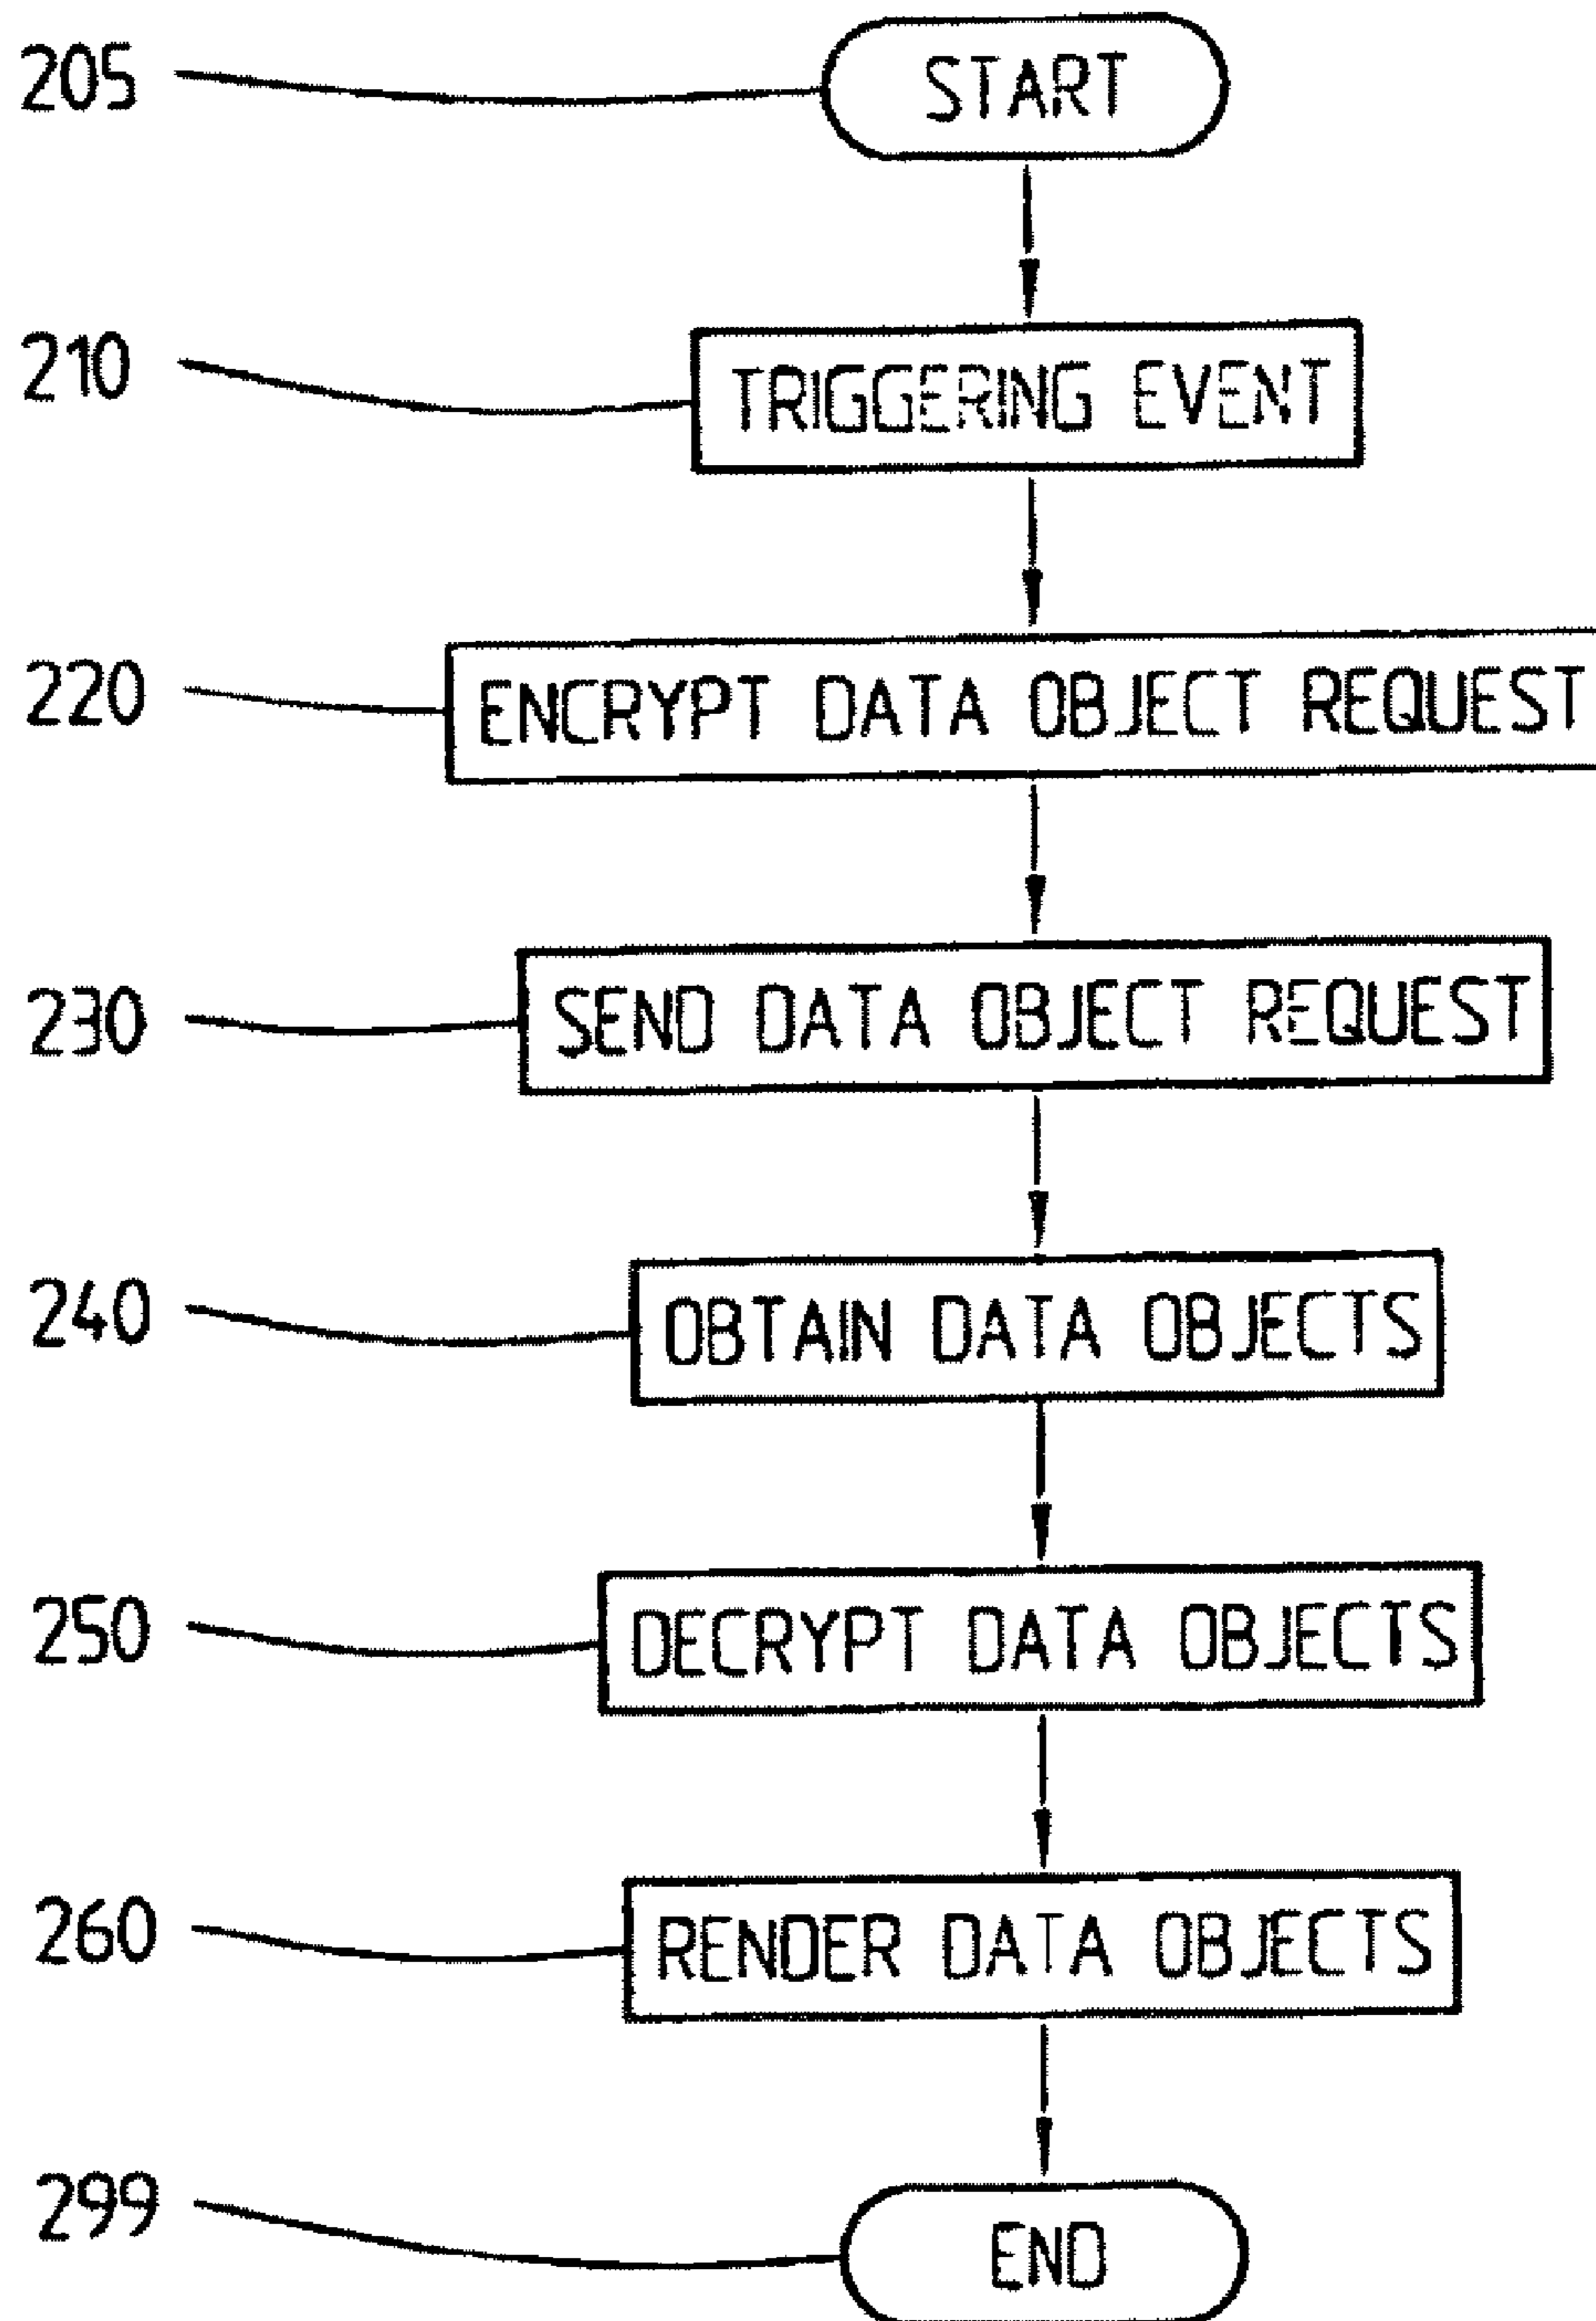 205 START
210 TRIGGERING EVENT
220 ENCRYPT DATA OBJECT REQUEST
230 SEND DATA OBJECT REQUEST
240 OBTAIN DATA OBJECTS
250 DECRYPT DATA OBJECTS
260 RENDER DATA OBJECTS
299 END